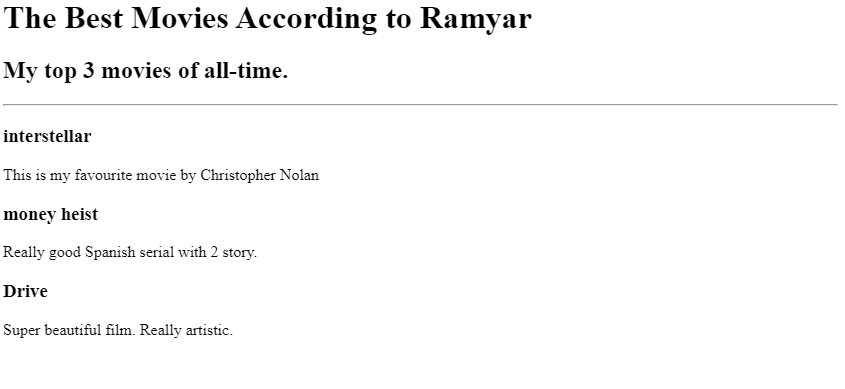 The Best Movies According to Ramyar
My top 3 movies of all-time.
interstellar
This is my favourite movie by Christopher Nolan
money heist
Really good Spanish serial with 2 story.
Drive
Super beautiful film. Really artistic.